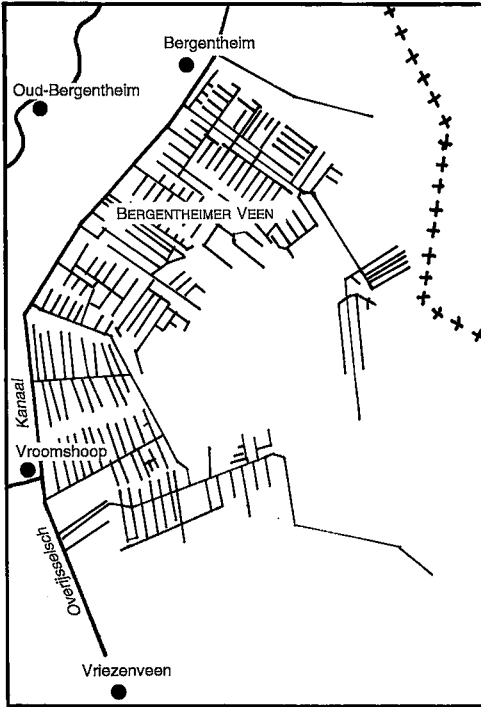 Bergentheim
Oud-Bergentheim
BERGENTHEIMER VEEN
Kanaal
Vroomshoop
Overijsselsch
Vriezenveen